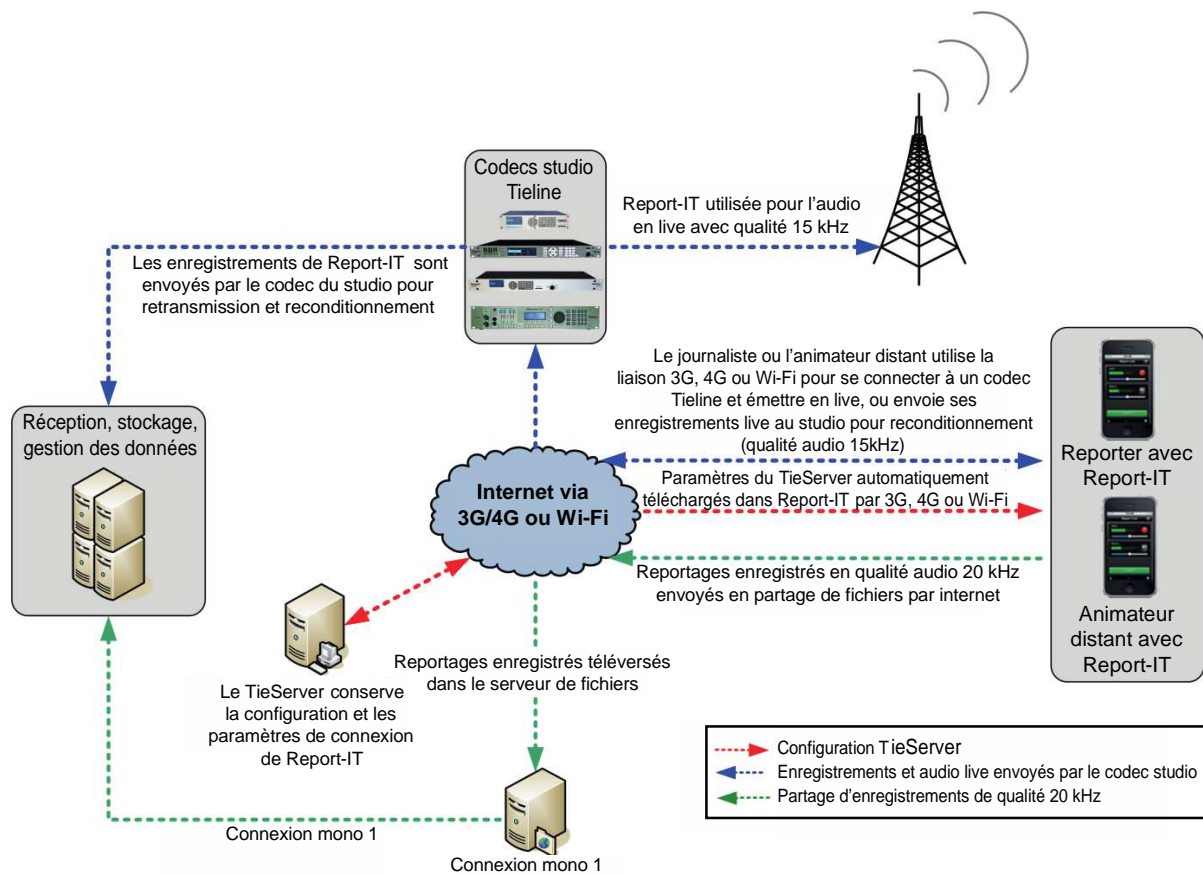 Codecs studio
Tieline
Report-IT utilisée pour l’audio
en live avec qualité 15 kHz
Les enregistrements de Report-IT sont
envoyés par le codec du studio pour
retransmission et reconditionnement
Le journaliste ou l’animateur distant utilise la
liaison 3G, 4G ou Wi-Fi pour se connecter à un codec
Tieline et émettre en live, ou envoie ses
enregistrements live au studio pour reconditionnement
(qualité audio 15kHz)
Réception, stockage,
gestion des données
Reporter avec
Report-IT
Internet via
3G/4G ou Wi-Fi
Paramètres du TieServer automatiquement
téléchargés dans Report-IT par 3G, 4G ou Wi-Fi
Reportages enregistrés en qualité audio 20 kHz
envoyés en partage de fichiers par internet
Animateur
distant avec
Report-IT
Reportages enregistrés téléversés
dans le serveur de fichiers
Le TieServer conserve
la configuration et les
paramètres de connexion
de Report-IT
Configuration TieServer
Enregistrements et audio live envoyés par le codec studio
Partage d’enregistrements de qualité 20 kHz
Connexion mono 1
Connexion mono 1